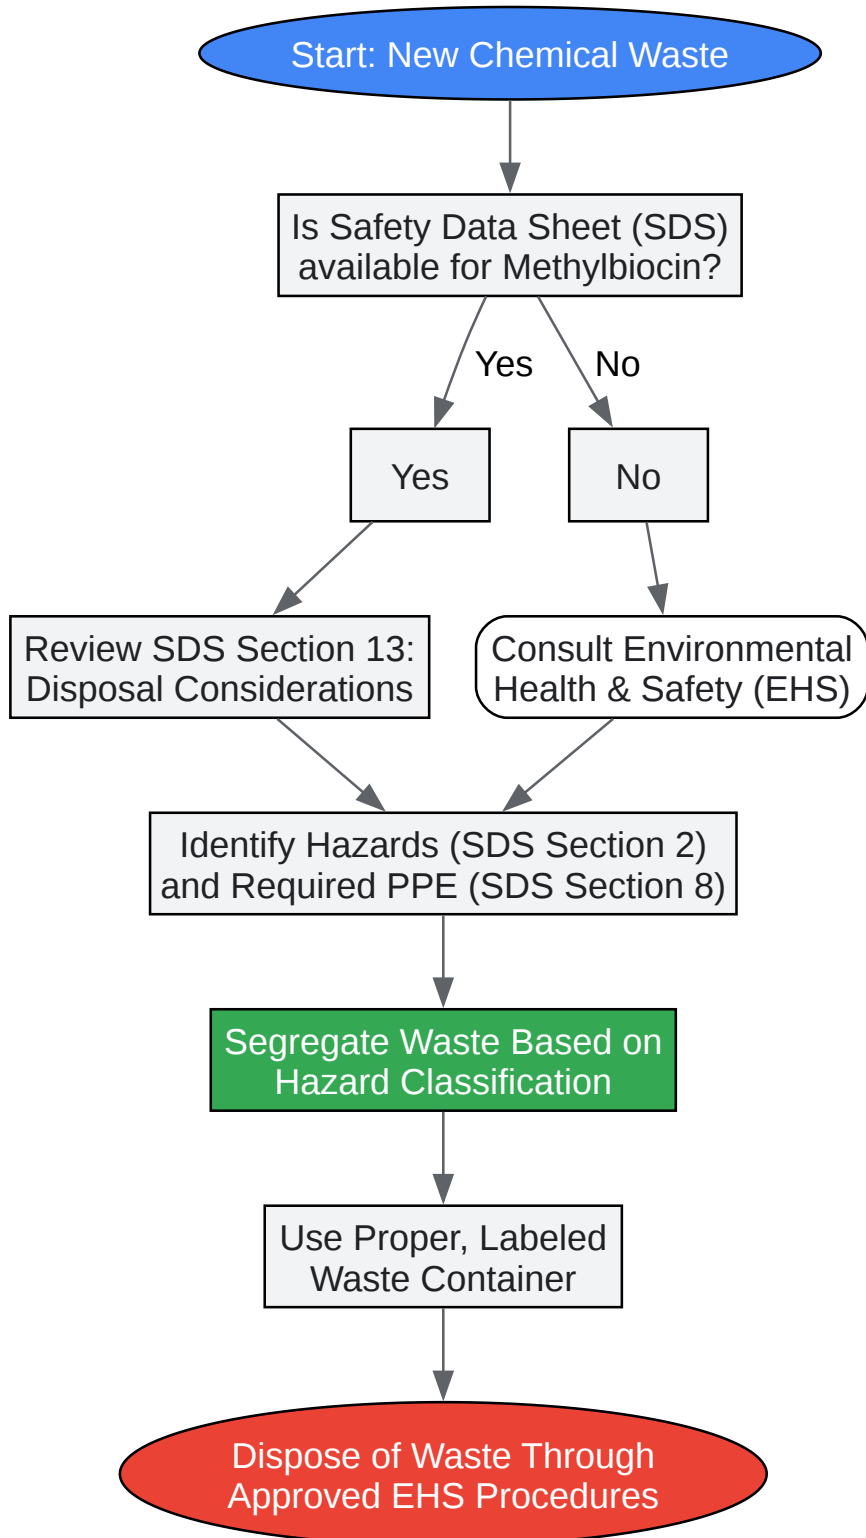 Start: New Chemical Waste
Is Safety Data Sheet (SDS)
available for Methylbiocin?
Yes
No
Yes
No
Review SDS Section 13:
Disposal Considerations
Consult Environmental
Health & Safety (EHS)
Identify Hazards (SDS Section 2)
and Required PPE (SDS Section 8)
Segregate Waste Based on
Hazard Classification
Use Proper, Labeled
Waste Container
Dispose of Waste Through
Approved EHS Procedures